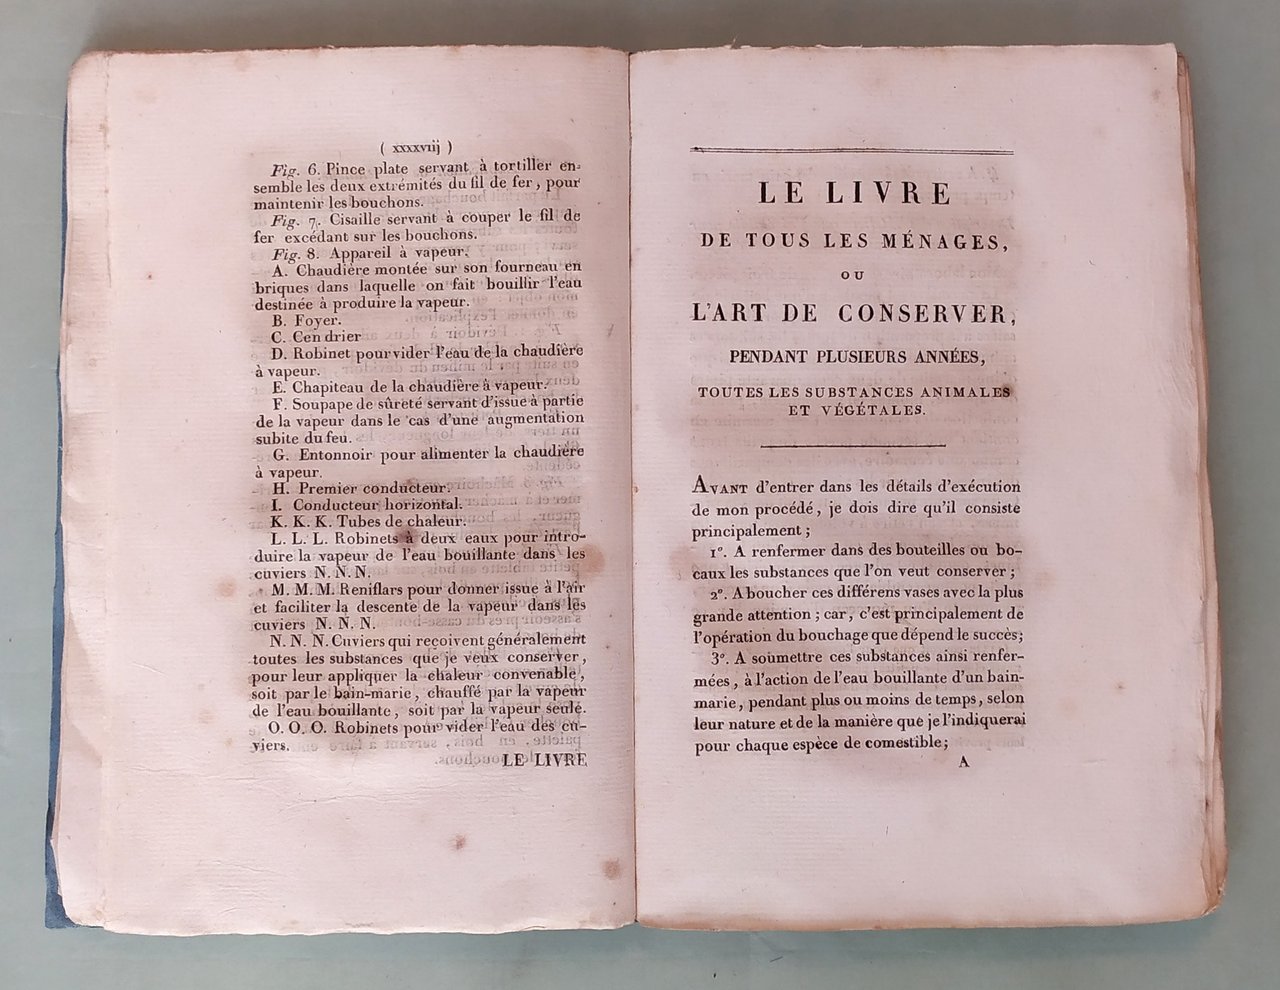 ( xxxxviij )
Fig. 6. Pince plate servant à tortiller en-
semble les deux extrémités du fil de fer, pour
maintenir les bouchons.
Fig. 7. Cisaille servant à couper le fil de
fer excédant sur les bouchons.
Fig. 8. Appareil à vapeur.
A. Chaudière montée sur son fourneau en
briques dans laquelle on fait bouillir l'eau
destinée à produire la vapeur.
B. Foyer.
C. Cendrier
D. Robinet pour vider l'eau de la chaudière
à vapeur.
E. Chapiteau de la chaudière à vapeur.
F. Soupape de sûreté servant d'issue à partie
de la vapeur dans le cas d'une augmentation
subite du feu.
G. Entonnoir pour alimenter la chaudière
à vapeur.
H. Premier conducteur.
I. Conducteur horizontal.
K. K. K. Tubes de chaleur.
L. L. L. Robinets à deux eaux pour intro-
duire la vapeur de l'eau bouillante dans les
cuviers N. N. N.
M. M. M. Reniflars pour donner issue à l'air
et faciliter la descente de la vapeur dans les
cuviers N. N. N.
N. N. N. Cuviers qui reçoivent généralement
toutes les substances que je veux conserver,
pour leur appliquer la chaleur convenable,
soit par le bain-marie, chauffé par la vapeur
de l'eau bouillante, soit par la vapeur seule.
O. O. O. Robinets pour vider l'eau des cu-
viers.
LE LIVRE
LE LIVRE
DE TOUS LES MÉNAGES,
OU
L'ART DE CONSERVER,
PENDANT PLUSIEURS ANNÉES,
TOUTES LES SUBSTANCES ANIMALES
ET VÉGÉTALES.
AVANT d'entrer dans les détails d'exécution
de mon procédé, je dois dire qu'il consiste
principalement ;
1°. A renfermer dans des bouteilles ou bo-
caux les substances que l'on veut conserver ;
2°. A boucher ces différens vases avec la plus
grande attention ; car, c'est principalement de
l'opération du bouchage que dépend le succès;
3°. A soumettre ces substances ainsi renfer-
mées, à l'action de l'eau bouillante d'un bain-
marie, pendant plus ou moins de temps, selon
leur nature et de la manière que je l'indiquerai
pour chaque espèce de comestible;
A